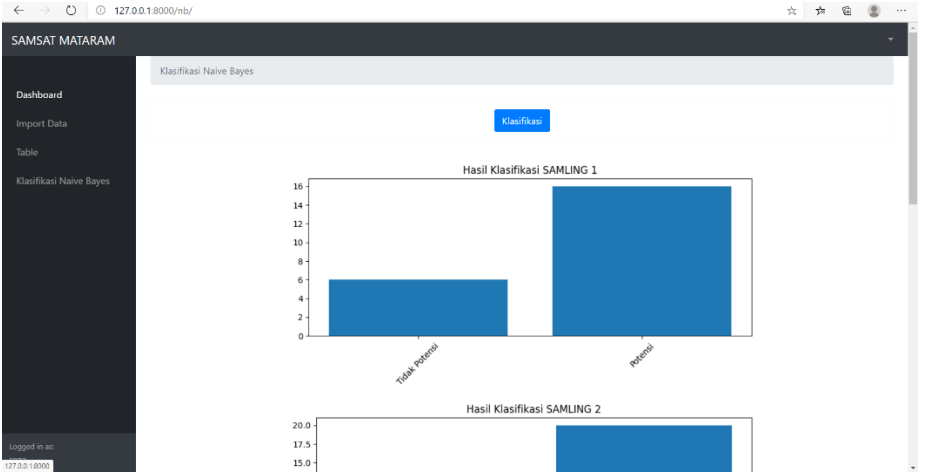 127.0.0.1:8000/nb/
SAMSAT MATARAM
Klasifikasi Naive Bayes
Dashboard
Import Data
Table
Klasifikasi Naive Bayes
Klasifikasi
Hasil Klasifikasi SAMLING 1
16
14
12
10
8
6
4
2
0
Tidak Potensi
Potensi
Hasil Klasifikasi SAMLING 2
20.0
17.5
15.0
Logged in as:
127.0.0.1:8000